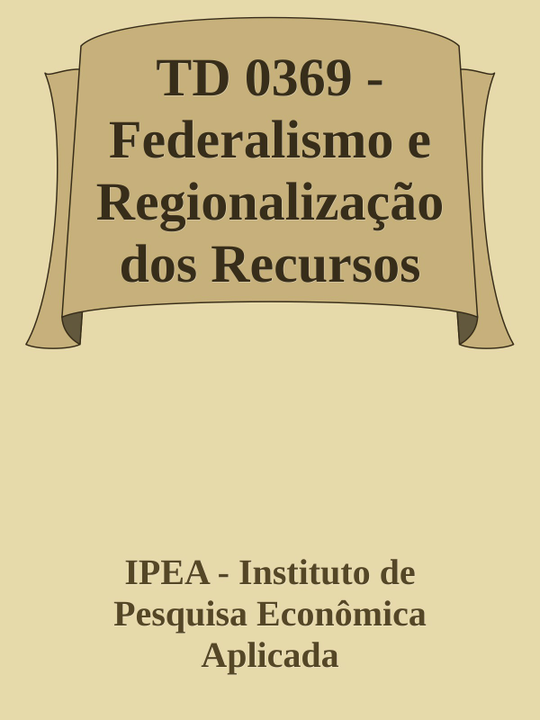 TD 0369 -
Federalismo e
Regionalização
dos Recursos
IPEA - Instituto de
Pesquisa Econômica
Aplicada